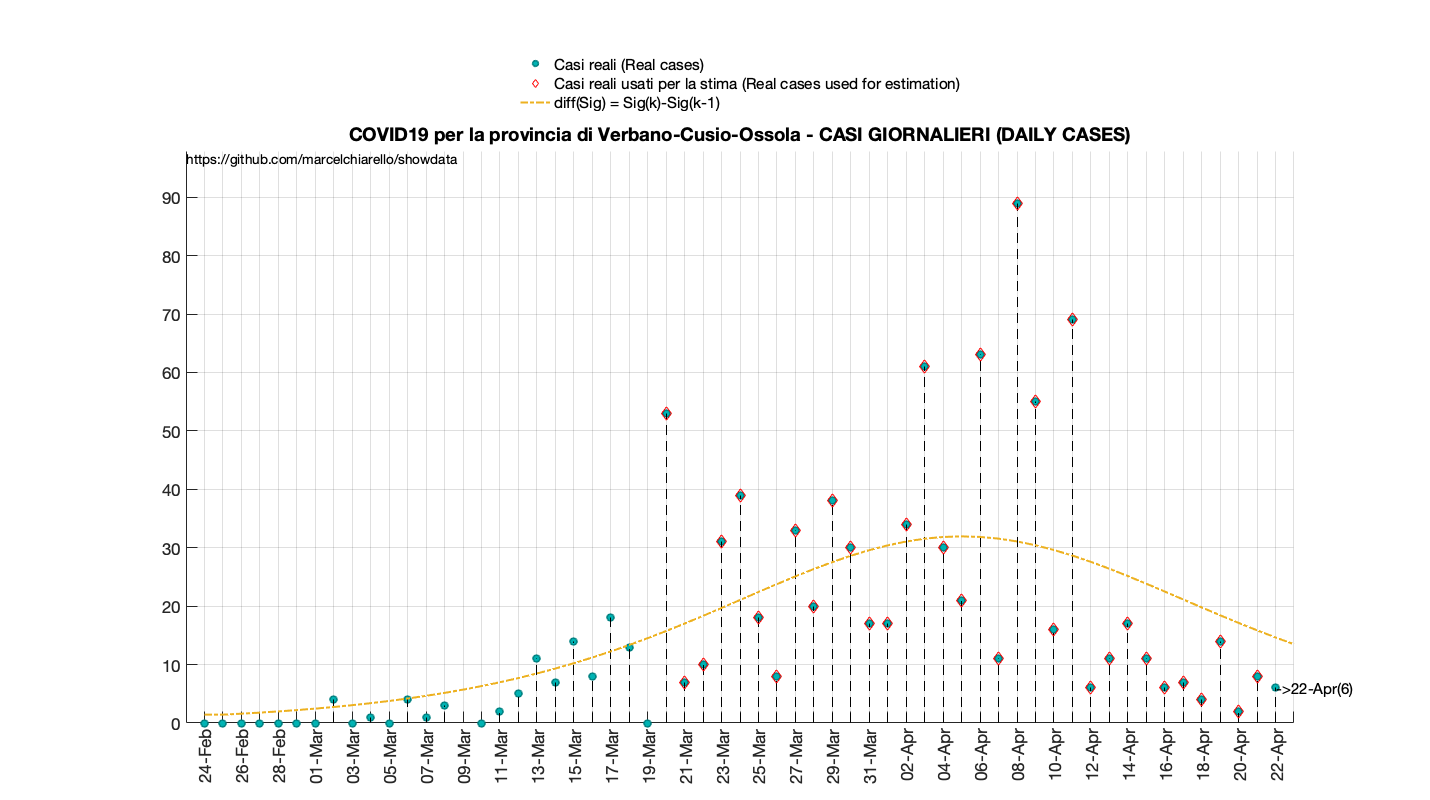 Casi reali (Real cases)
Casi reali usati per la stima (Real cases used for estimation)
diff(Sig) = Sig(k)-Sig(k-1)
COVID19 per la provincia di Verbano-Cusio-Ossola - CASI GIORNALIERI (DAILY CASES)
https://github.com/marcelchiarello/showdata
90
80
70
60
50
40
30
20
10
0
->22-Apr(6)
24-Feb
26-Feb
28-Feb
01-Mar
03-Mar
05-Mar
07-Mar
09-Mar
11-Mar
13-Mar
15-Mar
17-Mar
19-Mar
21-Mar
23-Mar
25-Mar
27-Mar
29-Mar
31-Mar
02-Apr
04-Apr
06-Apr
08-Apr
10-Apr
12-Apr
14-Apr
16-Apr
18-Apr
20-Apr
22-Apr